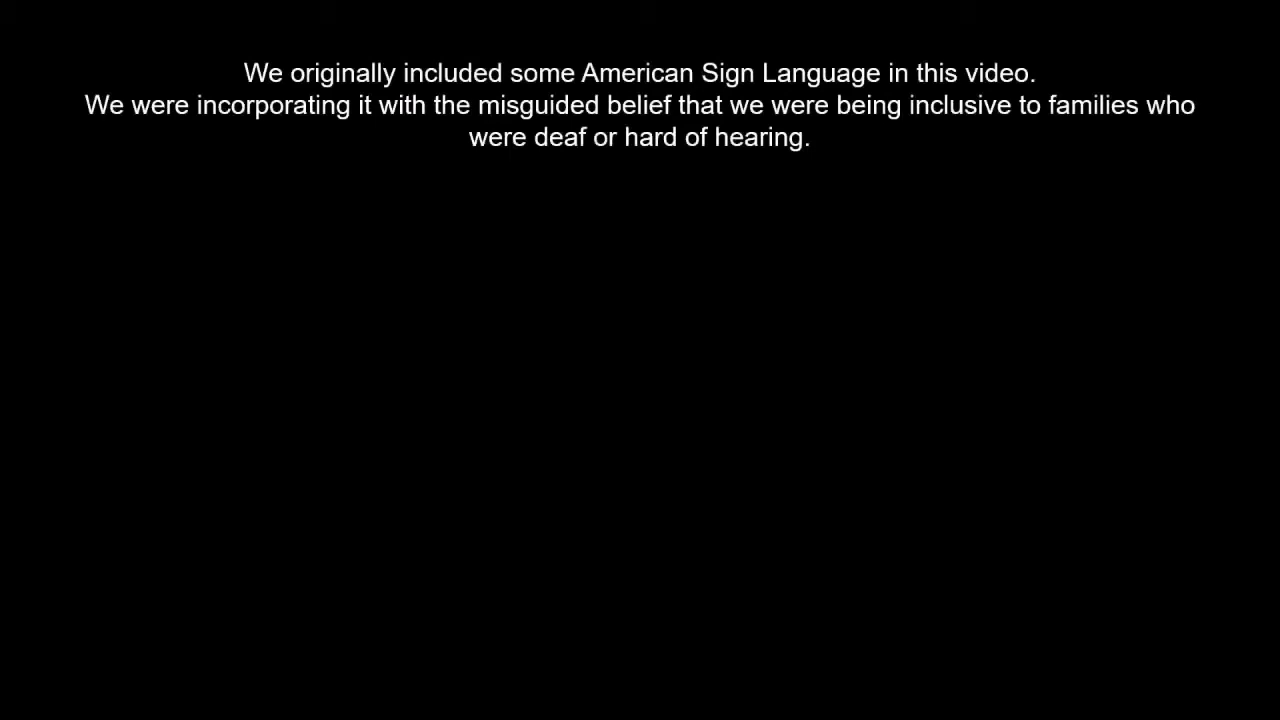 We originally included some American Sign Language in this video.
We were incorporating it with the misguided belief that we were being inclusive to families who
were deaf or hard of hearing.